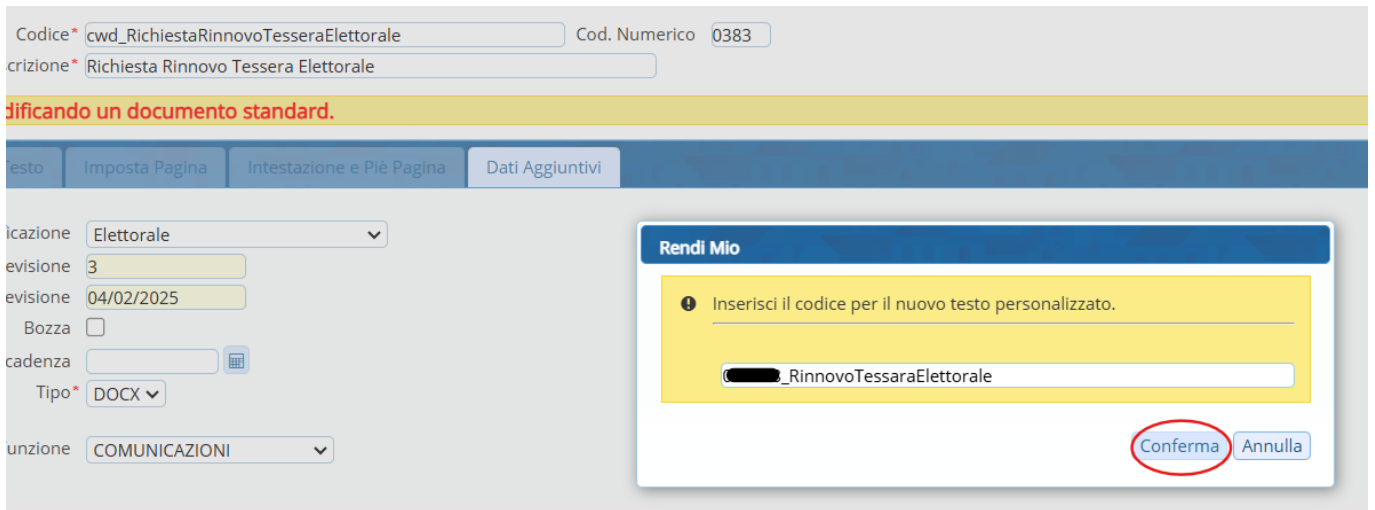 Codice* cwd_RichiestaRinnovoTesseraElettorale Cod. Numerico 0383
crizione* Richiesta Rinnovo Tessera Elettorale
dificando un documento standard.
Testo Imposta Pagina Intestazione e Piè Pagina Dati Aggiuntivi
icazione Elettorale
evisione 3
evisione 04/02/2025
Bozza
cadenza
Tipo* DOCX
unzione COMUNICAZIONI
Rendi Mio
Inserisci il codice per il nuovo testo personalizzato.
_RinnovoTessaraElettorale
Conferma Annulla